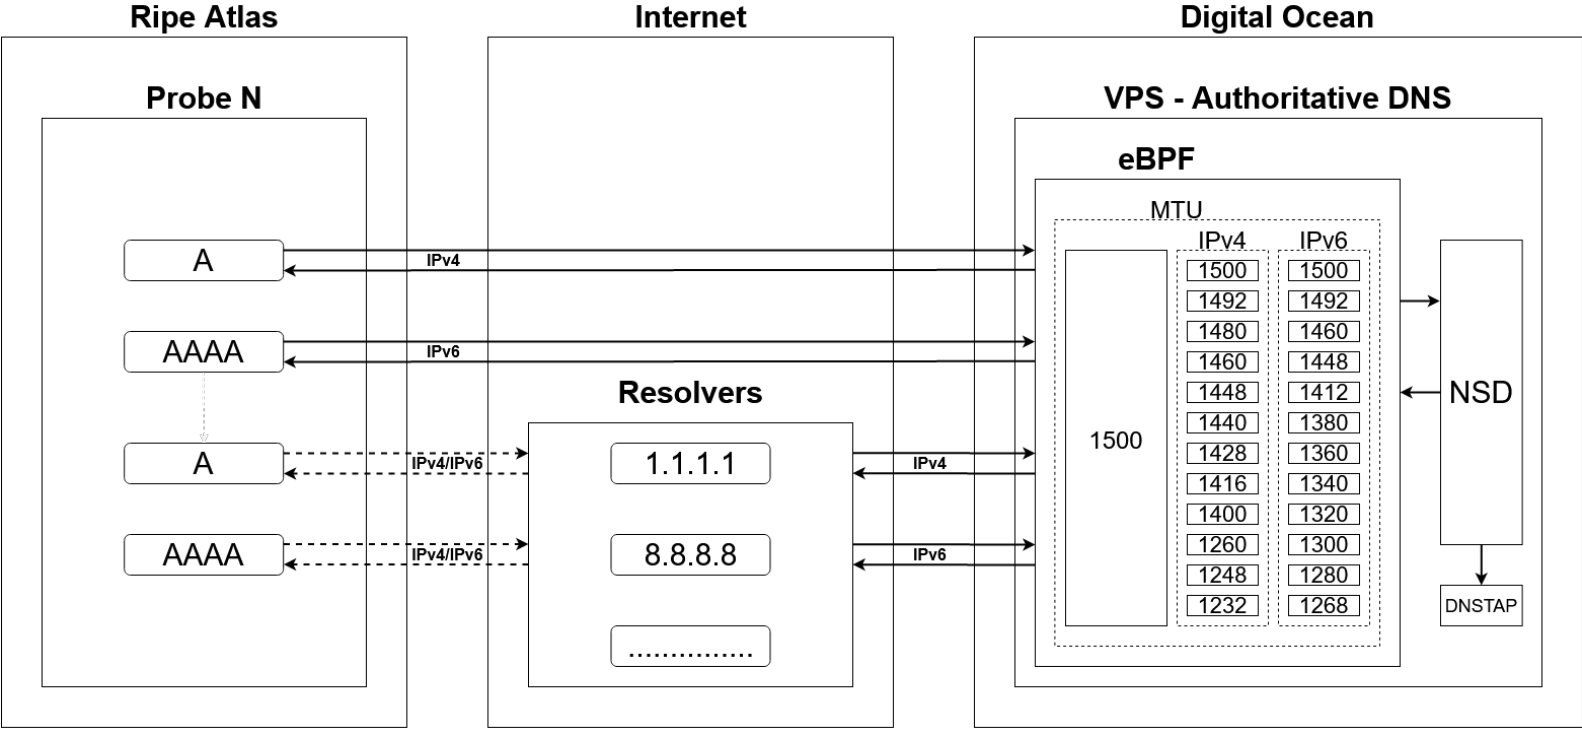 Ripe Atlas
Internet
Digital Ocean
Probe N
VPS - Authoritative DNS
eBPF
MTU
IPv4
IPv6
A
IPv4
AAAA
IPv6
A
IPv4/IPv6
AAAA
IPv4/IPv6
Resolvers
1.1.1.1
8.8.8.8
...............
IPv4
IPv6
1500
1500
1492
1480
1460
1448
1440
1428
1416
1400
1260
1248
1232
1500
1492
1460
1448
1412
1380
1360
1340
1320
1300
1280
1268
NSD
DNSTAP